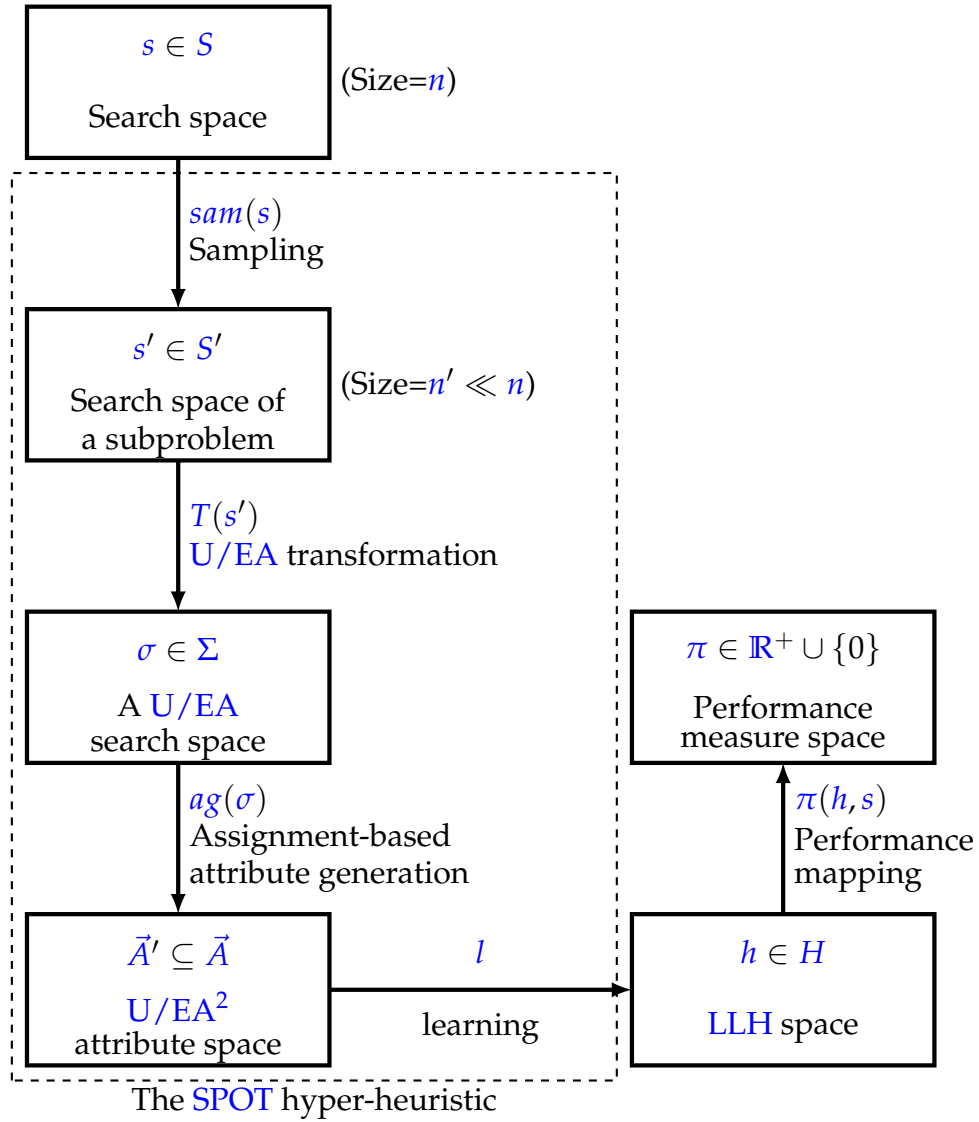 s ∈ S
Search space
(Size=n)
sam(s)
Sampling
s′ ∈ S′
Search space of
a subproblem
(Size=n′ ≪ n)
T(s′)
U/EA transformation
σ ∈ Σ
A U/EA
search space
π ∈ ℝ⁺ ∪ {0}
Performance
measure space
ag(σ)
Assignment-based
attribute generation
π(h, s)
Performance
mapping
A⃗′ ⊆ A⃗
U/EA²
attribute space
l
learning
h ∈ H
LLH space
The SPOT hyper-heuristic